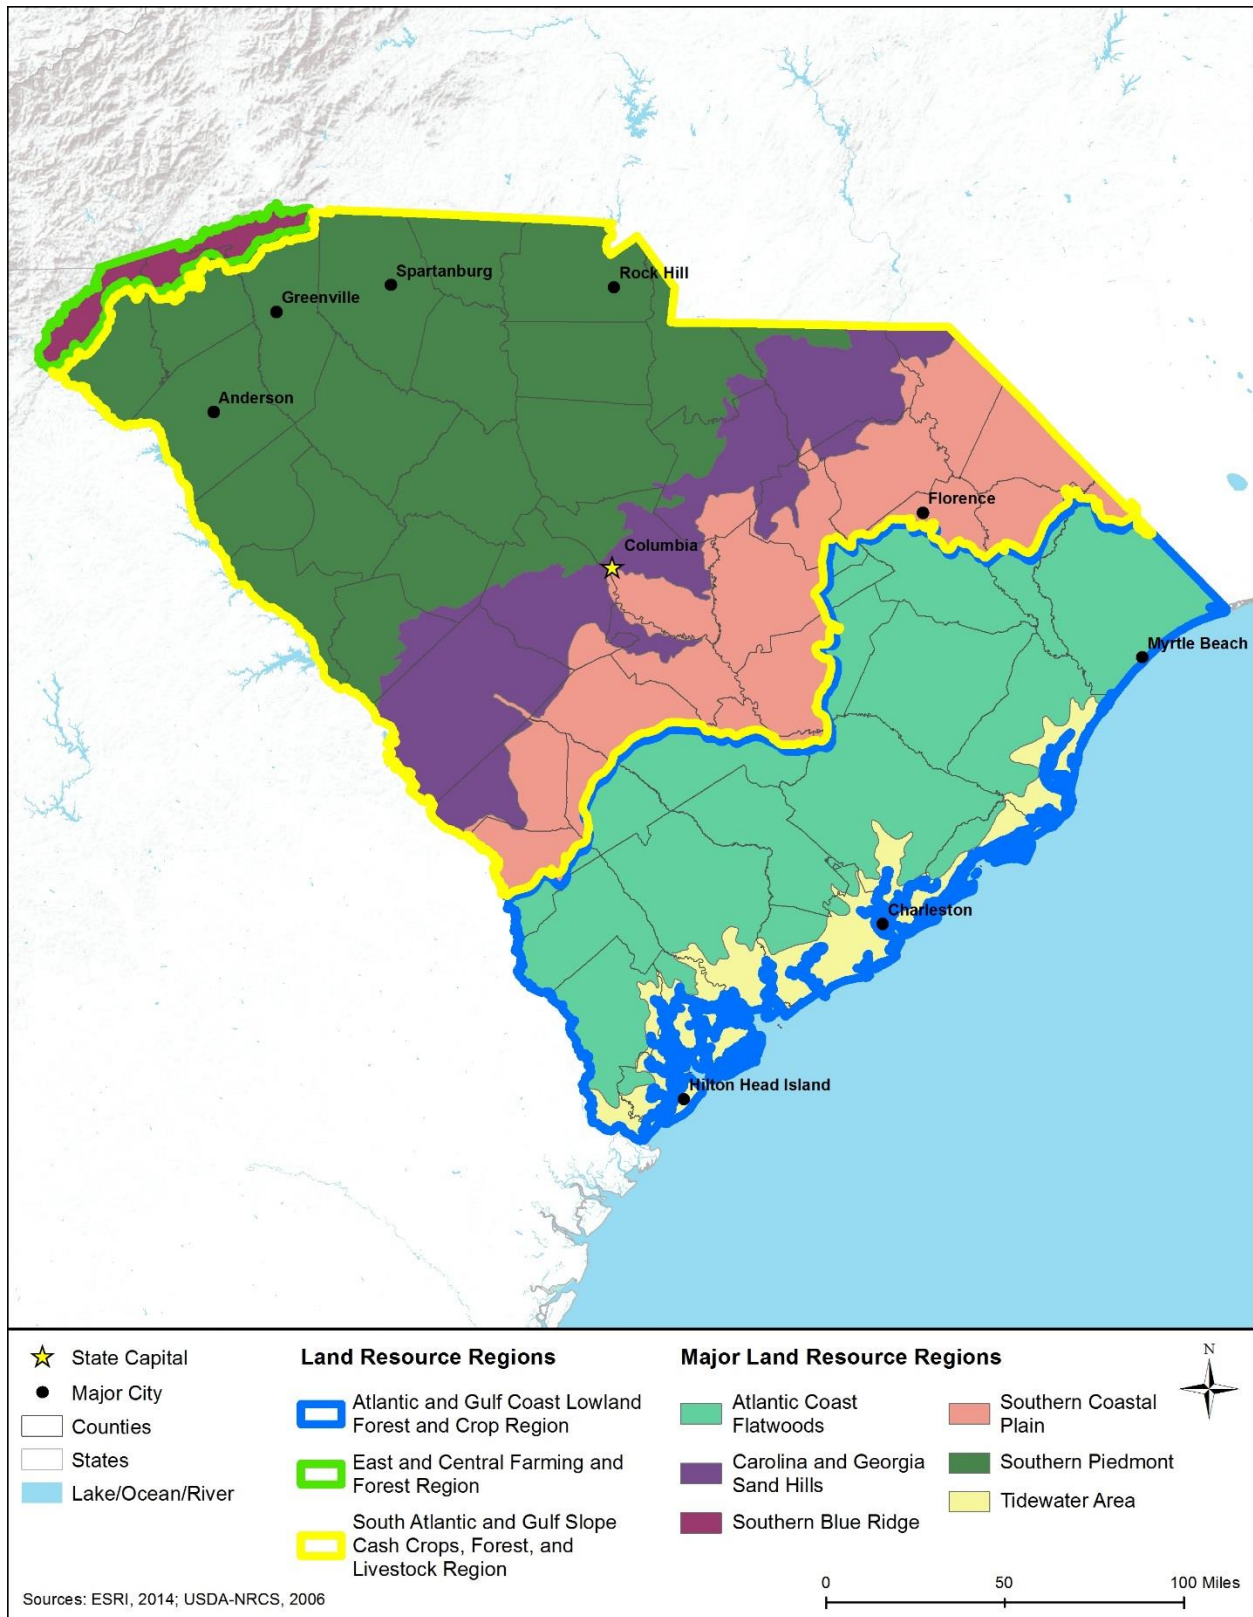 Spartanburg
Rock Hill
Greenville
Anderson
Florence
Columbia
Myrtle Beach
Charleston
Hilton Head Island
State Capital
Major City
Counties
States
Lake/Ocean/River
Land Resource Regions
Atlantic and Gulf Coast Lowland
Forest and Crop Region
East and Central Farming and
Forest Region
South Atlantic and Gulf Slope
Cash Crops, Forest, and
Livestock Region
Major Land Resource Regions
Atlantic Coast
Flatwoods
Carolina and Georgia
Sand Hills
Southern Blue Ridge
Southern Coastal
Plain
Southern Piedmont
Tidewater Area
N
0 50 100 Miles
Sources: ESRI, 2014; USDA-NRCS, 2006